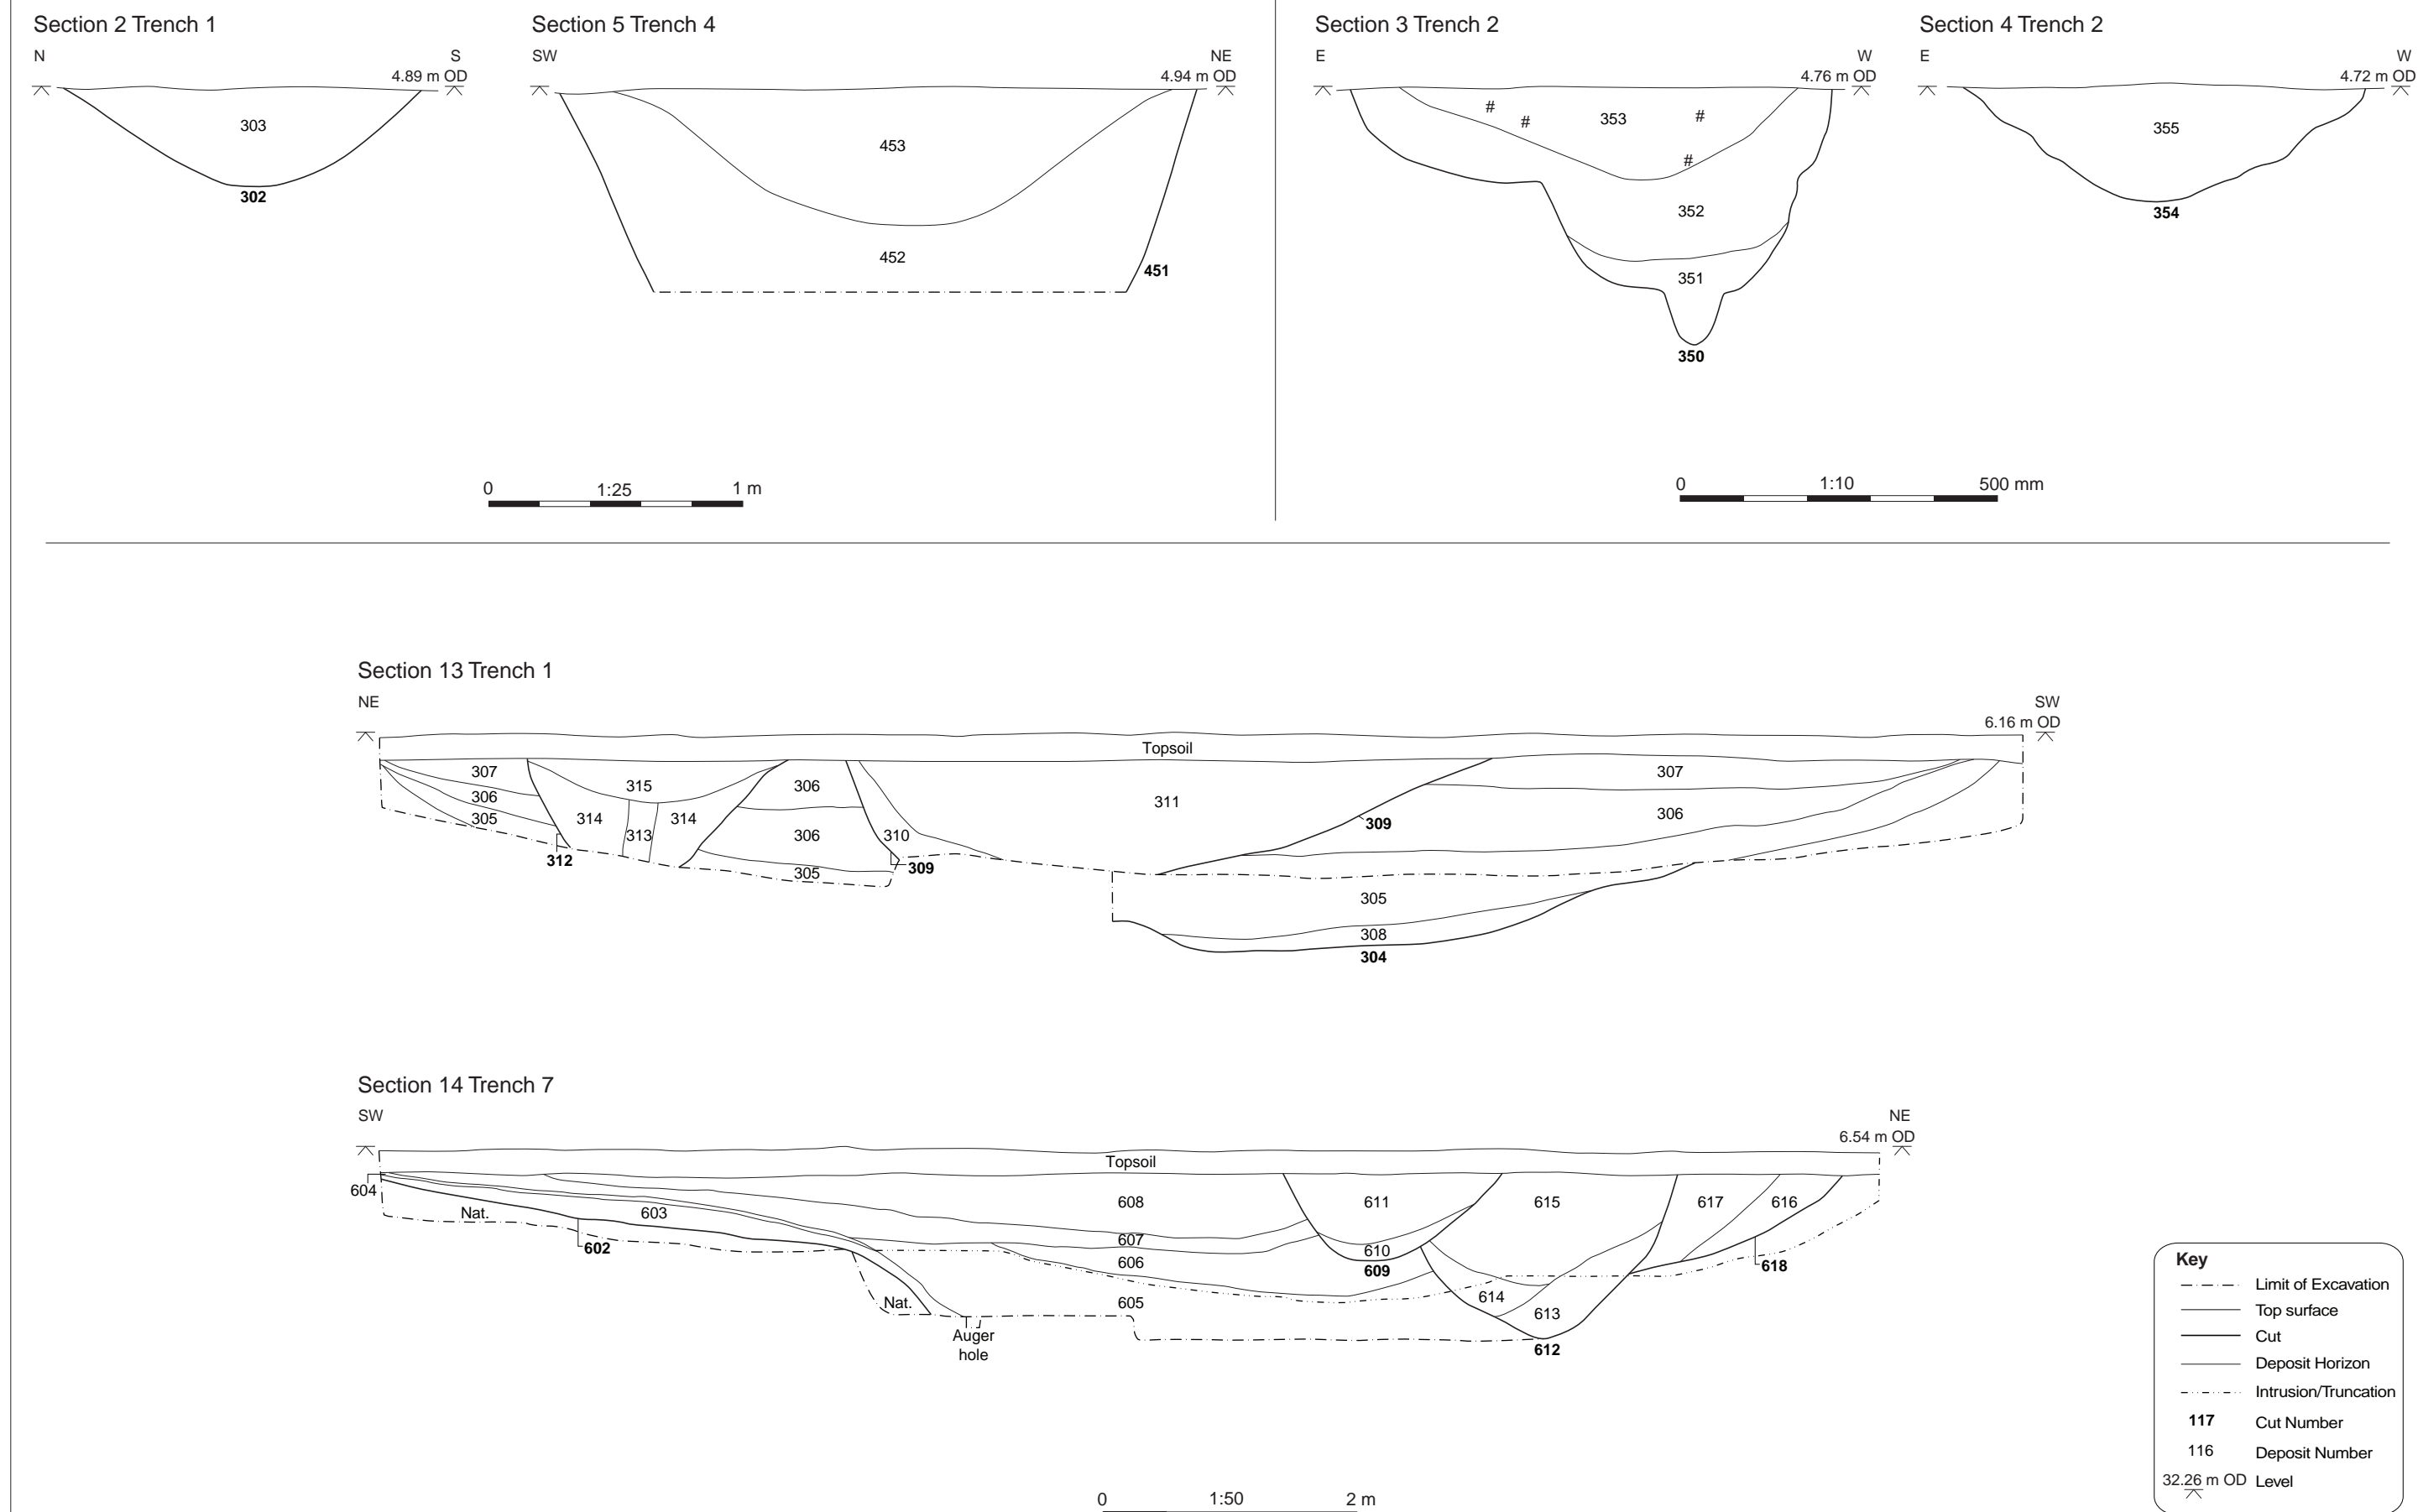 Section 2 Trench 1
N
S
4.89 m OD
303
302
Section 5 Trench 4
SW
NE
4.94 m OD
453
452
451
0
1:25
1 m
Section 3 Trench 2
E
W
4.76 m OD
#
#
353
#
#
352
351
350
Section 4 Trench 2
E
W
4.72 m OD
355
354
0
1:10
500 mm
Section 13 Trench 1
NE
SW
6.16 m OD
Topsoil
307
315
306
307
306
311
306
305
314
313
314
306
310
309
312
309
305
305
308
304
Section 14 Trench 7
SW
NE
6.54 m OD
Topsoil
604
Nat.
603
608
611
615
617
616
602
607
610
606
609
618
Nat.
605
614
613
Auger
hole
612
0
1:50
2 m
Key
Limit of Excavation
Top surface
Cut
Deposit Horizon
Intrusion/Truncation
117 Cut Number
116 Deposit Number
32.26 m OD Level